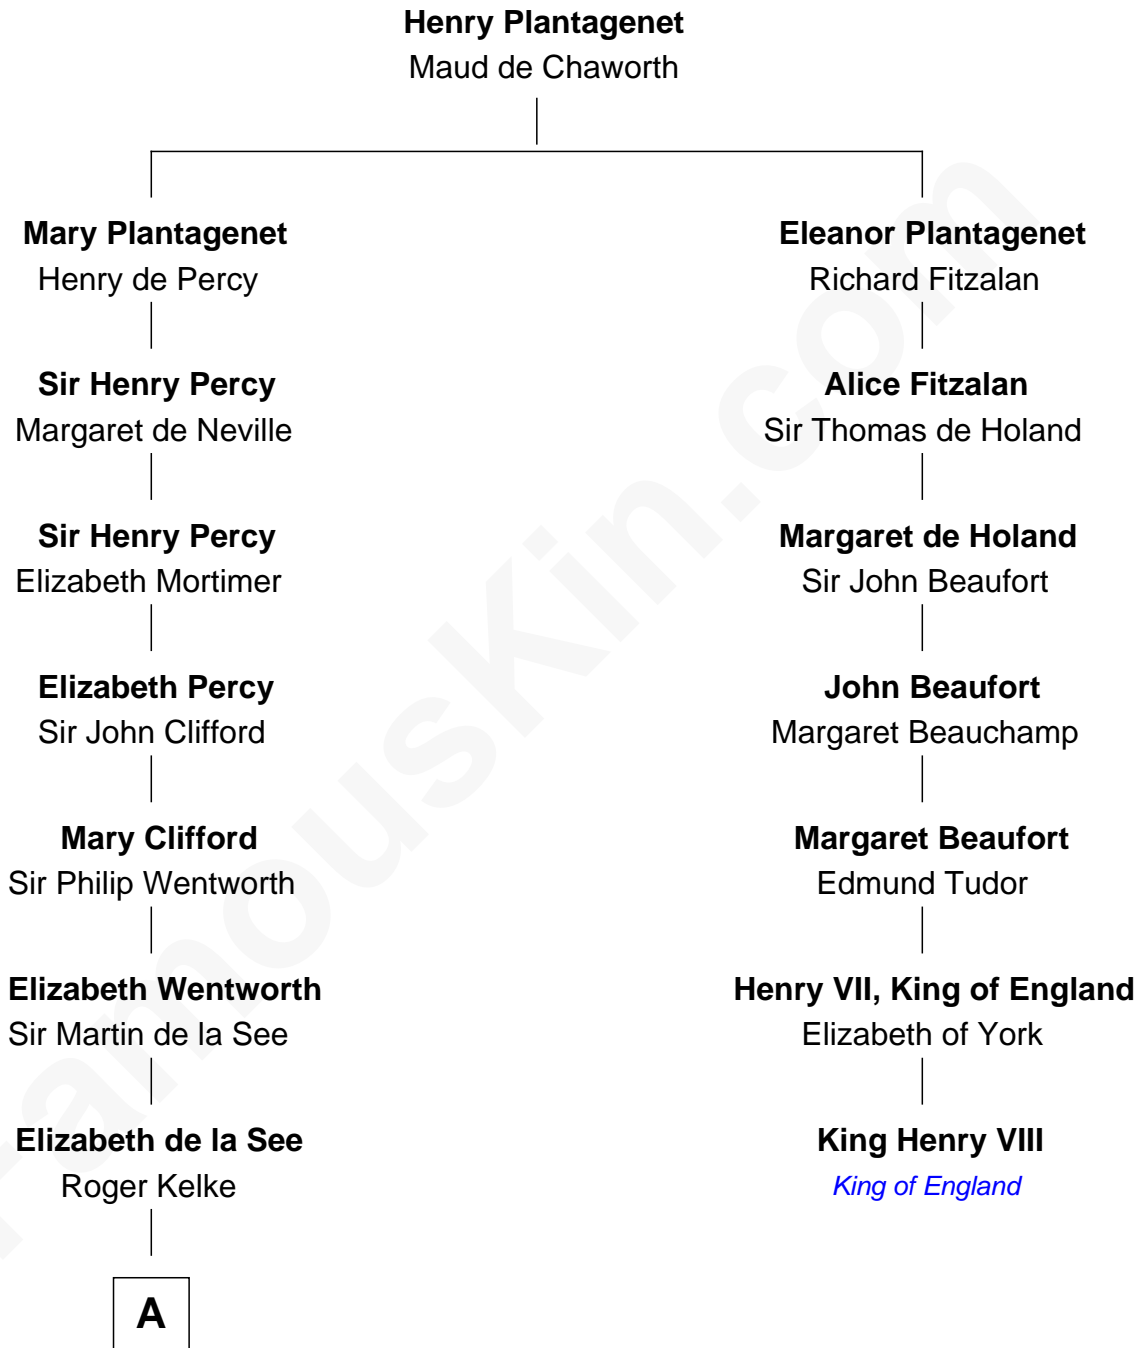 Henry Plantagenet
Maud de Chaworth
Mary Plantagenet
Henry de Percy
Eleanor Plantagenet
Richard Fitzalan
Sir Henry Percy
Margaret de Neville
Alice Fitzalan
Sir Thomas de Holand
Sir Henry Percy
Elizabeth Mortimer
Margaret de Holand
Sir John Beaufort
Elizabeth Percy
Sir John Clifford
John Beaufort
Margaret Beauchamp
Mary Clifford
Sir Philip Wentworth
Margaret Beaufort
Edmund Tudor
Elizabeth Wentworth
Sir Martin de la See
Henry VII, King of England
Elizabeth of York
Elizabeth de la See
Roger Kelke
King Henry VIII
King of England
A
FamousKin.com